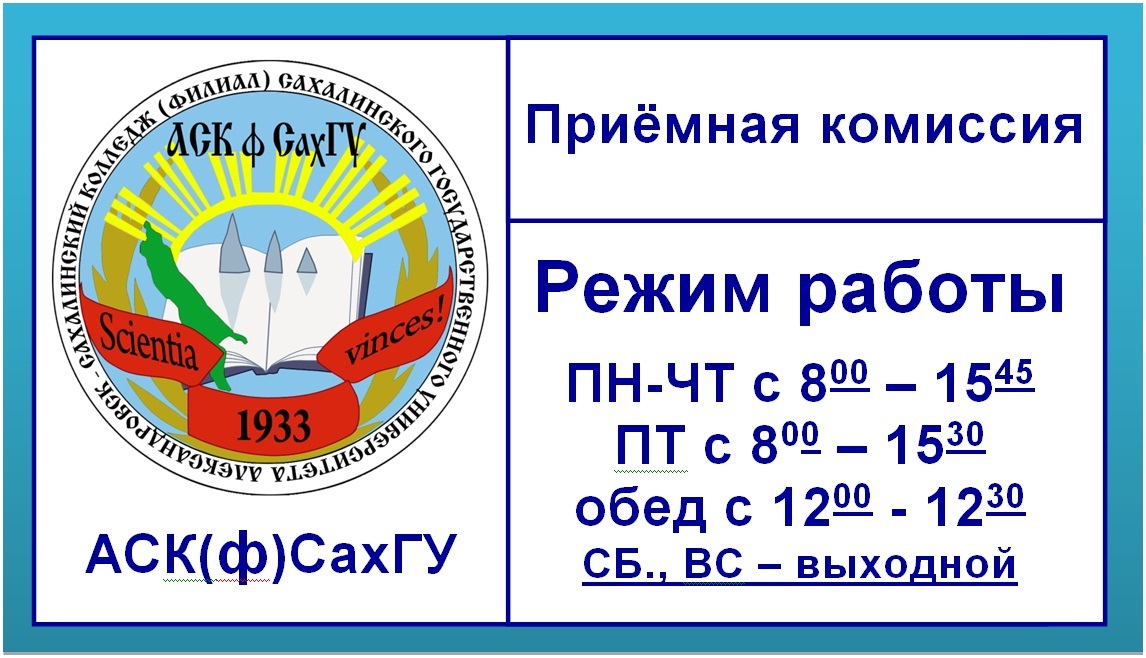 АЛЕКСАНДРОВСК - САХАЛИНСКИЙ КОЛЛЕДЖ (ФИЛИАЛ) САХАЛИНСКОГО ГОСУДАРСТВЕННОГО УНИВЕРСИТЕТА
АСК ф СахГУ
Scientia vinces!
1933
АСК(ф)СахГУ
Приёмная комиссия
Режим работы
ПН-ЧТ с 8⁰⁰ – 15⁴⁵
ПТ с 8⁰⁰ – 15³⁰
обед с 12⁰⁰ - 12³⁰
СБ., ВС – выходной